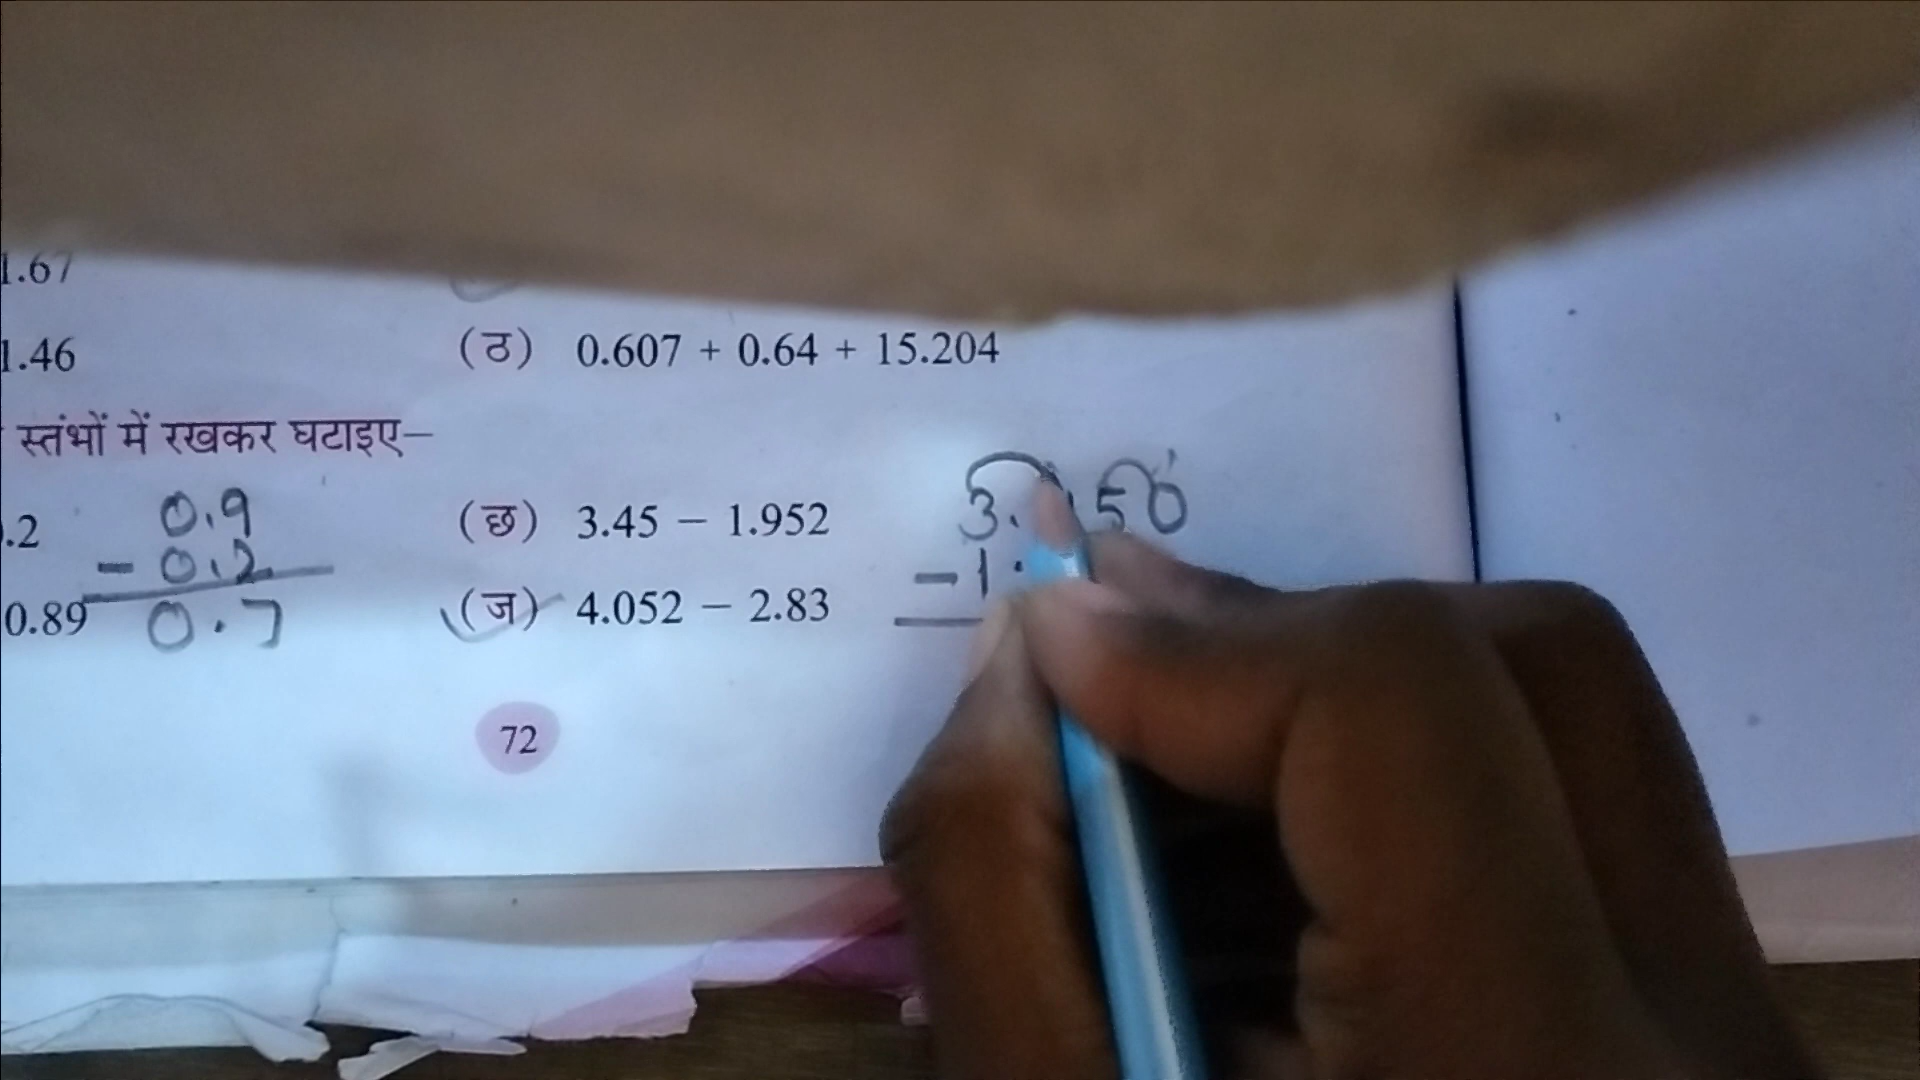 1.67
1.46
(ठ) 0.607 + 0.64 + 15.204
स्तंभों में रखकर घटाइए—
.2
0.9
- 0.2
0.7
(छ) 3.45 − 1.952
3. 50
- 1.
0.89
(ज) 4.052 − 2.83
72